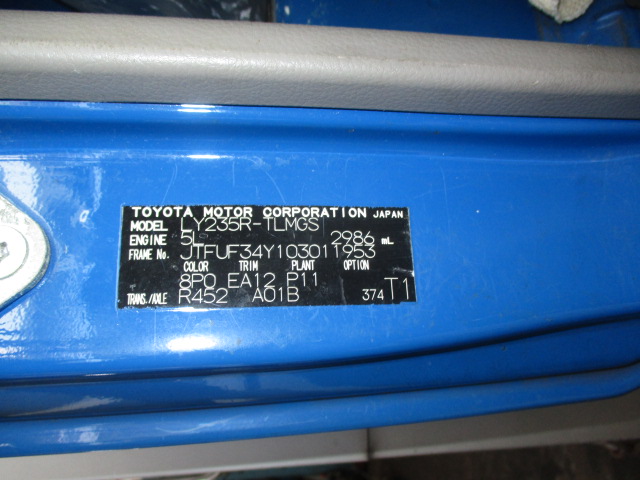 TOYOTA MOTOR CORPORATION JAPAN
MODEL LY235R-TLMGS
ENGINE 5L 2986 mL
FRAME No. JTFUF34Y103011953
COLOR TRIM PLANT OPTION
8P0 EA12 P11
TRANS./AXLE R452 A01B 374 T1